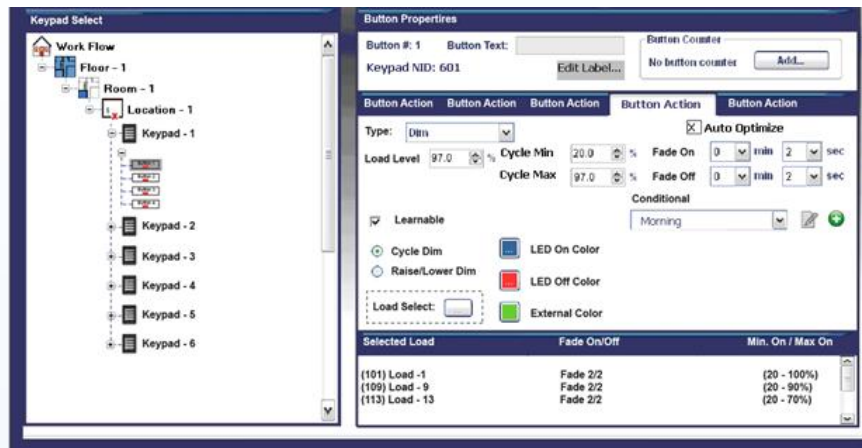 Keypad Select
Work Flow
Floor - 1
Room - 1
Location - 1
Keypad - 1
Keypad - 2
Keypad - 3
Keypad - 4
Keypad - 5
Keypad - 6
Button Propertires
Button #: 1 Button Text:
Keypad NID: 601 Edit Label...
Button Counter
No button counter Add...
Button Action Button Action Button Action Button Action Button Action
Type: Dim X Auto Optimize
Load Level 97.0 % Cycle Min 20.0 % Fade On 0 min 2 sec
Cycle Max 97.0 % Fade Off 0 min 2 sec
Conditional
Learnable Morning
Cycle Dim LED On Color
Raise/Lower Dim LED Off Color
Load Select: ... External Color
Selected Load Fade On/Off Min. On / Max On
(101) Load -1 Fade 2/2 (20 - 100%)
(109) Load - 9 Fade 2/2 (20 - 90%)
(113) Load - 13 Fade 2/2 (20 - 70%)